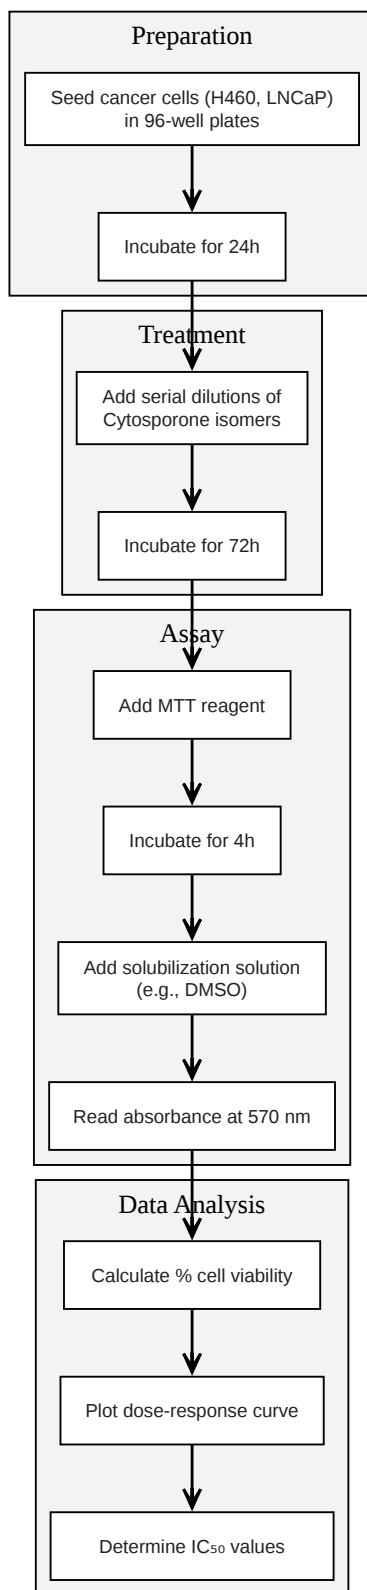 Preparation
Seed cancer cells (H460, LNCaP)
in 96-well plates
Incubate for 24h
Treatment
Add serial dilutions of
Cytosporone isomers
Incubate for 72h
Assay
Add MTT reagent
Incubate for 4h
Add solubilization solution
(e.g., DMSO)
Read absorbance at 570 nm
Data Analysis
Calculate % cell viability
Plot dose-response curve
Determine IC₅₀ values